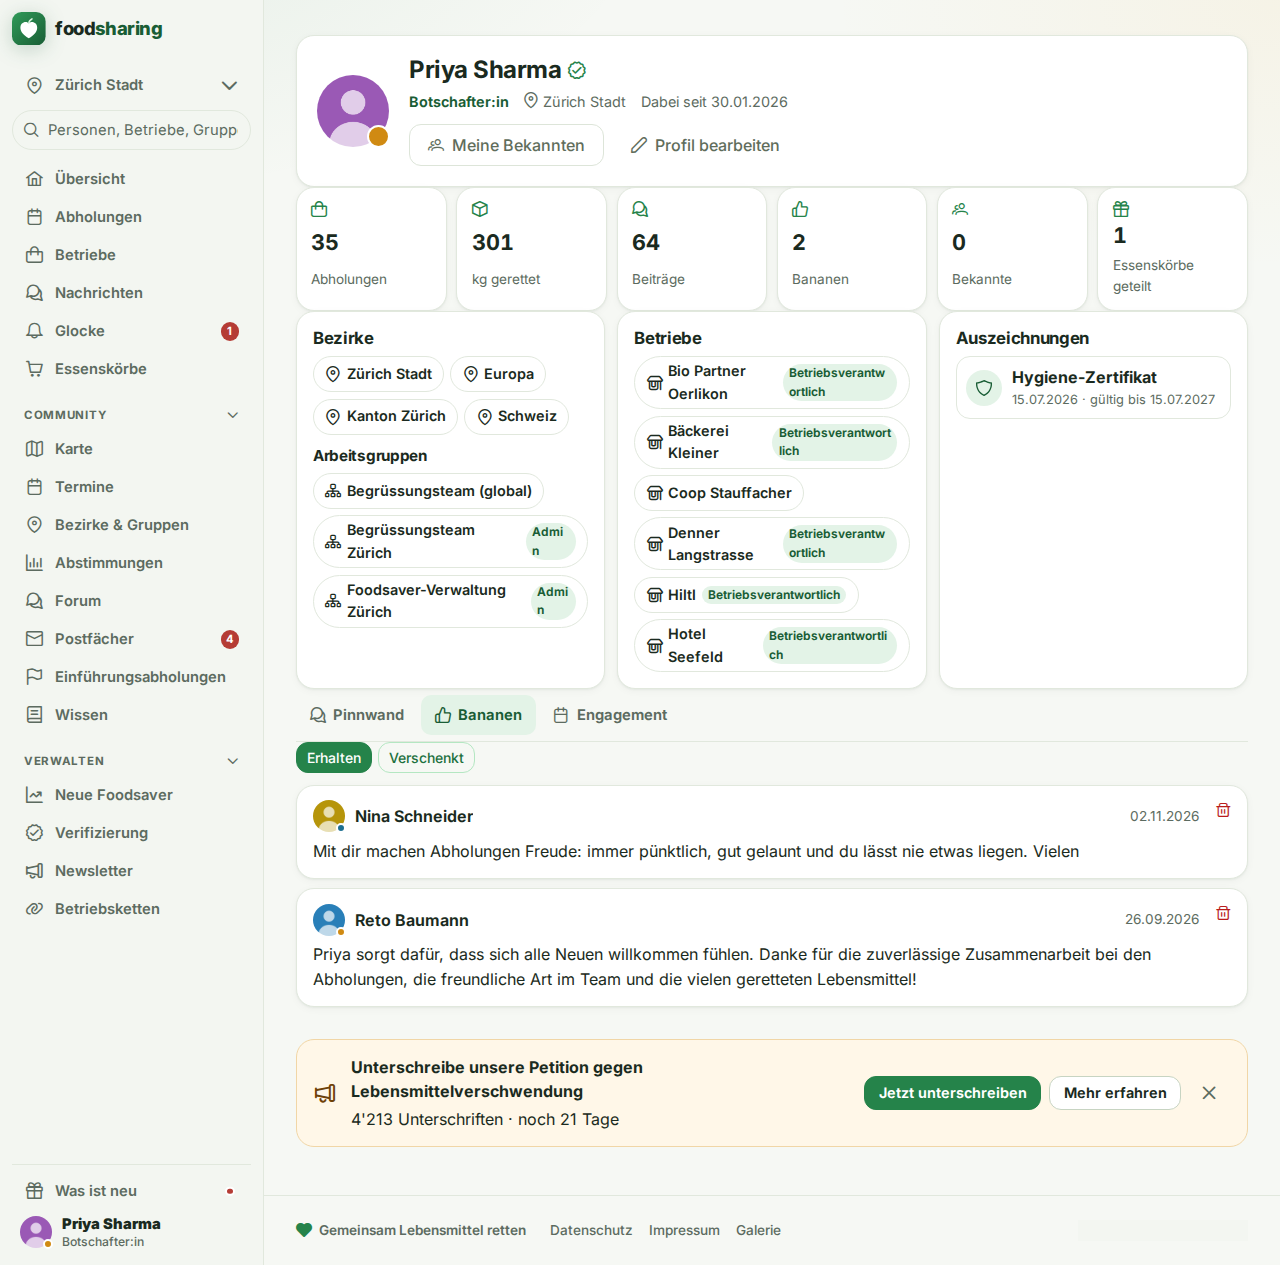 foodsharing
Zürich Stadt
Personen, Betriebe, Grupp
Übersicht
Abholungen
Betriebe
Nachrichten
Glocke 1
Essenskörbe
COMMUNITY
Karte
Termine
Bezirke & Gruppen
Abstimmungen
Forum
Postfächer 4
Einführungsabholungen
Wissen
VERWALTEN
Neue Foodsaver
Verifizierung
Newsletter
Betriebsketten
Was ist neu
Priya Sharma
Botschafter:in
Priya Sharma
Botschafter:in Zürich Stadt Dabei seit 30.01.2026
Meine Bekannten Profil bearbeiten
35
Abholungen
301
kg gerettet
64
Beiträge
2
Bananen
0
Bekannte
1
Essenskörbe
geteilt
Bezirke
Zürich Stadt Europa
Kanton Zürich Schweiz
Arbeitsgruppen
Begrüssungsteam (global)
Begrüssungsteam
Zürich
Admi
n
Foodsaver-Verwaltung
Zürich
Admi
n
Betriebe
Bio Partner
Oerlikon
Betriebsverantw
ortlich
Bäckerei
Kleiner
Betriebsverantwort
lich
Coop Stauffacher
Denner
Langstrasse
Betriebsverantw
ortlich
Hiltl Betriebsverantwortlich
Hotel
Seefeld
Betriebsverantwortli
ch
Auszeichnungen
Hygiene-Zertifikat
15.07.2026 · gültig bis 15.07.2027
Pinnwand Bananen Engagement
Erhalten Verschenkt
Nina Schneider 02.11.2026
Mit dir machen Abholungen Freude: immer pünktlich, gut gelaunt und du lässt nie etwas liegen. Vielen
Reto Baumann 26.09.2026
Priya sorgt dafür, dass sich alle Neuen willkommen fühlen. Danke für die zuverlässige Zusammenarbeit bei den
Abholungen, die freundliche Art im Team und die vielen geretteten Lebensmittel!
Unterschreibe unsere Petition gegen
Lebensmittelverschwendung
4'213 Unterschriften · noch 21 Tage
Jetzt unterschreiben Mehr erfahren
Gemeinsam Lebensmittel retten Datenschutz Impressum Galerie